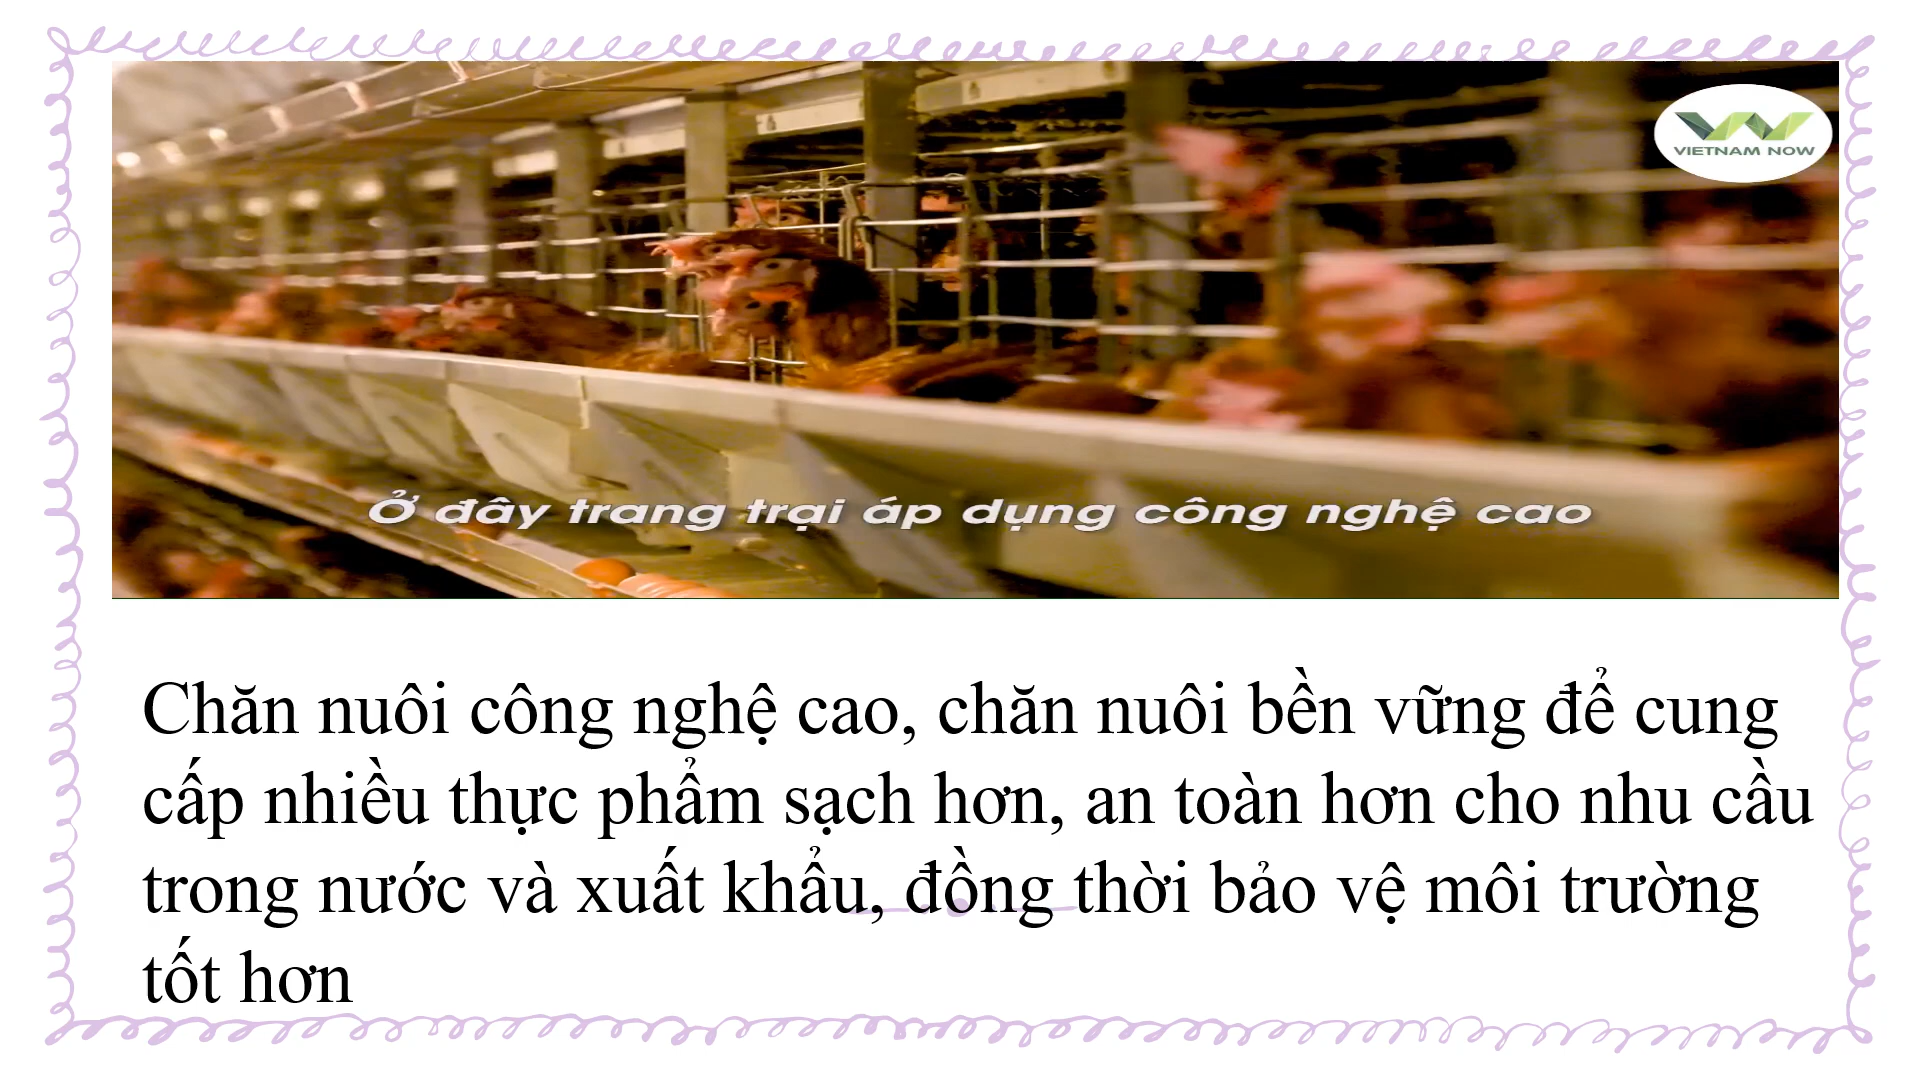 VIETNAM NOW
Ở đây trang trại áp dụng công nghệ cao
Chăn nuôi công nghệ cao, chăn nuôi bền vững để cung
cấp nhiều thực phẩm sạch hơn, an toàn hơn cho nhu cầu
trong nước và xuất khẩu, đồng thời bảo vệ môi trường
tốt hơn